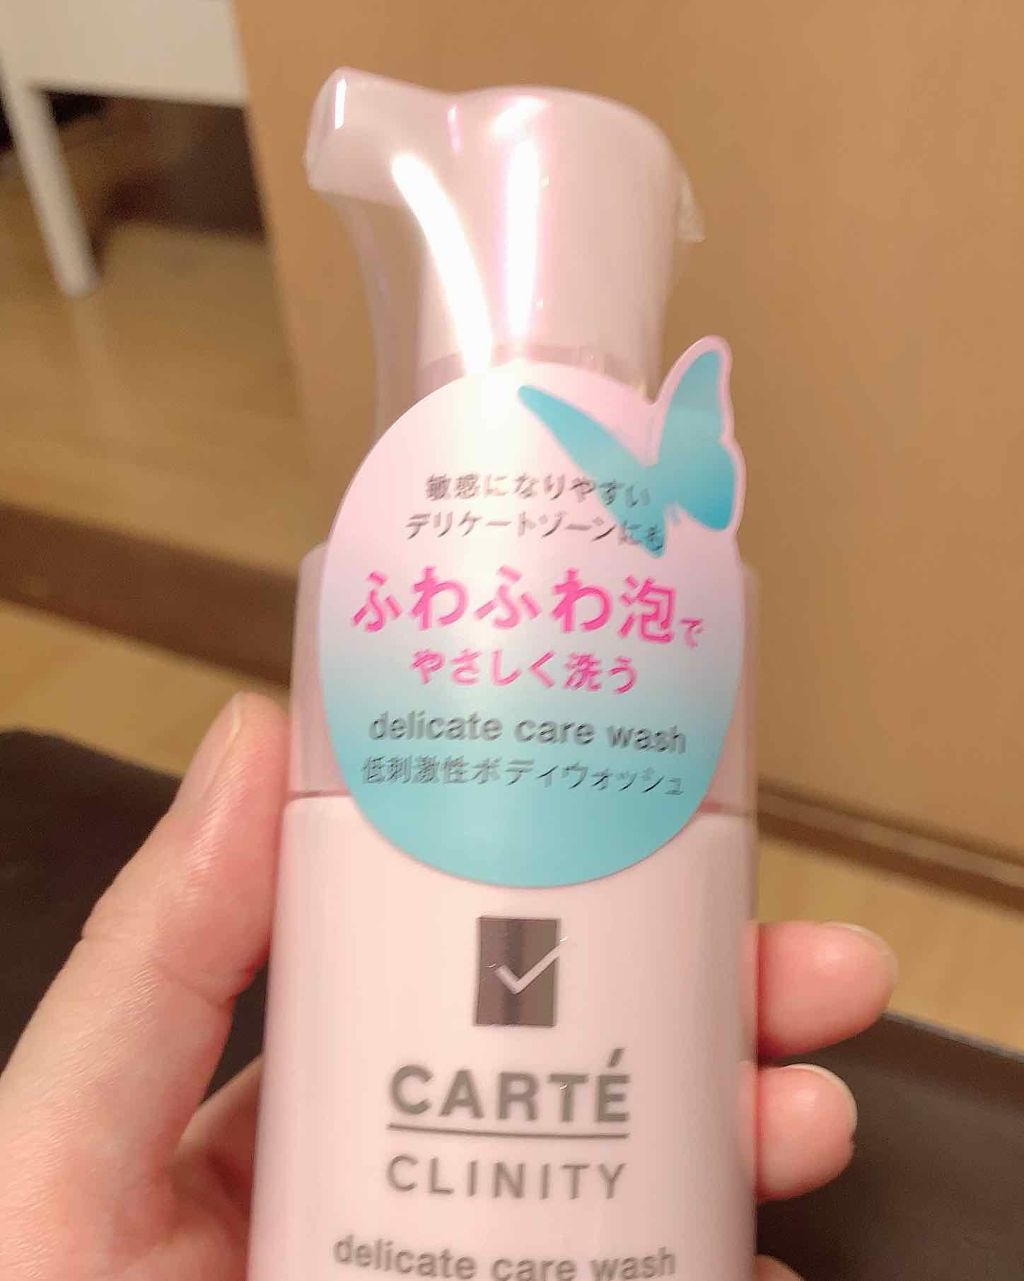 敏感になりやすい
デリケートゾーンにも
ふわふわ泡で
やさしく洗う
delicate care wash
低刺激性ボディウォッシュ
CARTÉ
CLINITY
delicate care wash